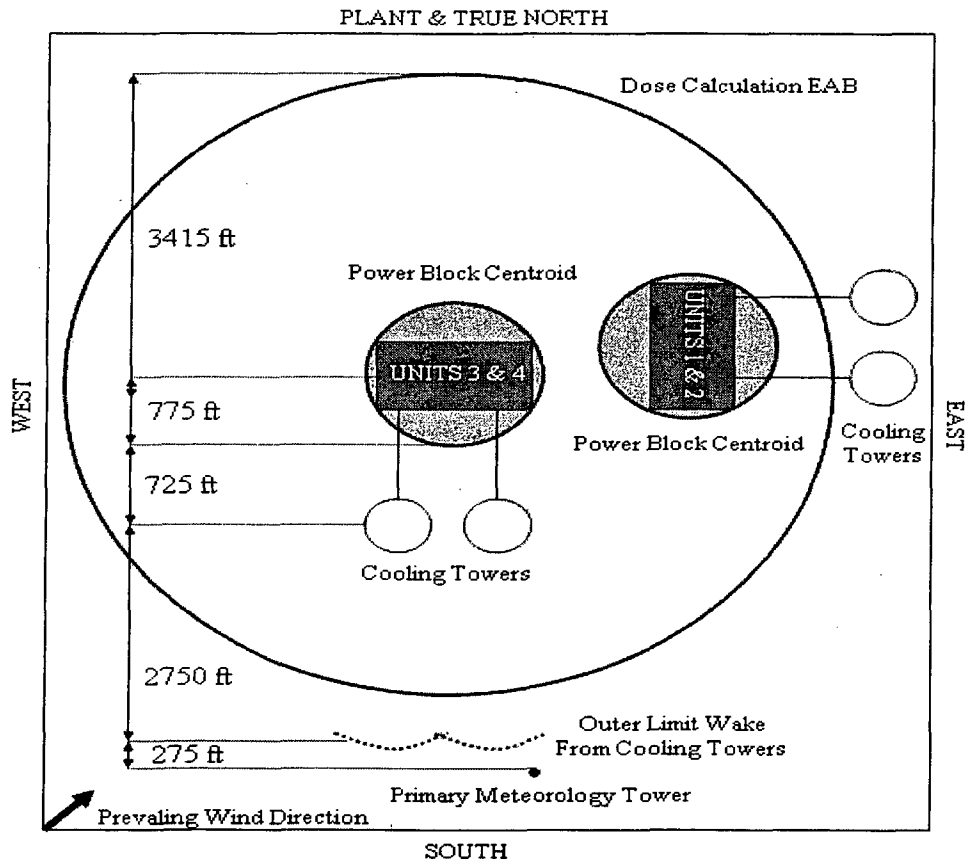 PLANT & TRUE NORTH
Dose Calculation EAB
3415 ft
Power Block Centroid
UNITS 1 & 2
UNITS 3 & 4
WEST
EAST
775 ft
Power Block Centroid
Cooling
Towers
725 ft
Cooling Towers
2750 ft
Outer Limit Wake
From Cooling Towers
275 ft
Primary Meteorology Tower
Prevaling Wind Direction
SOUTH